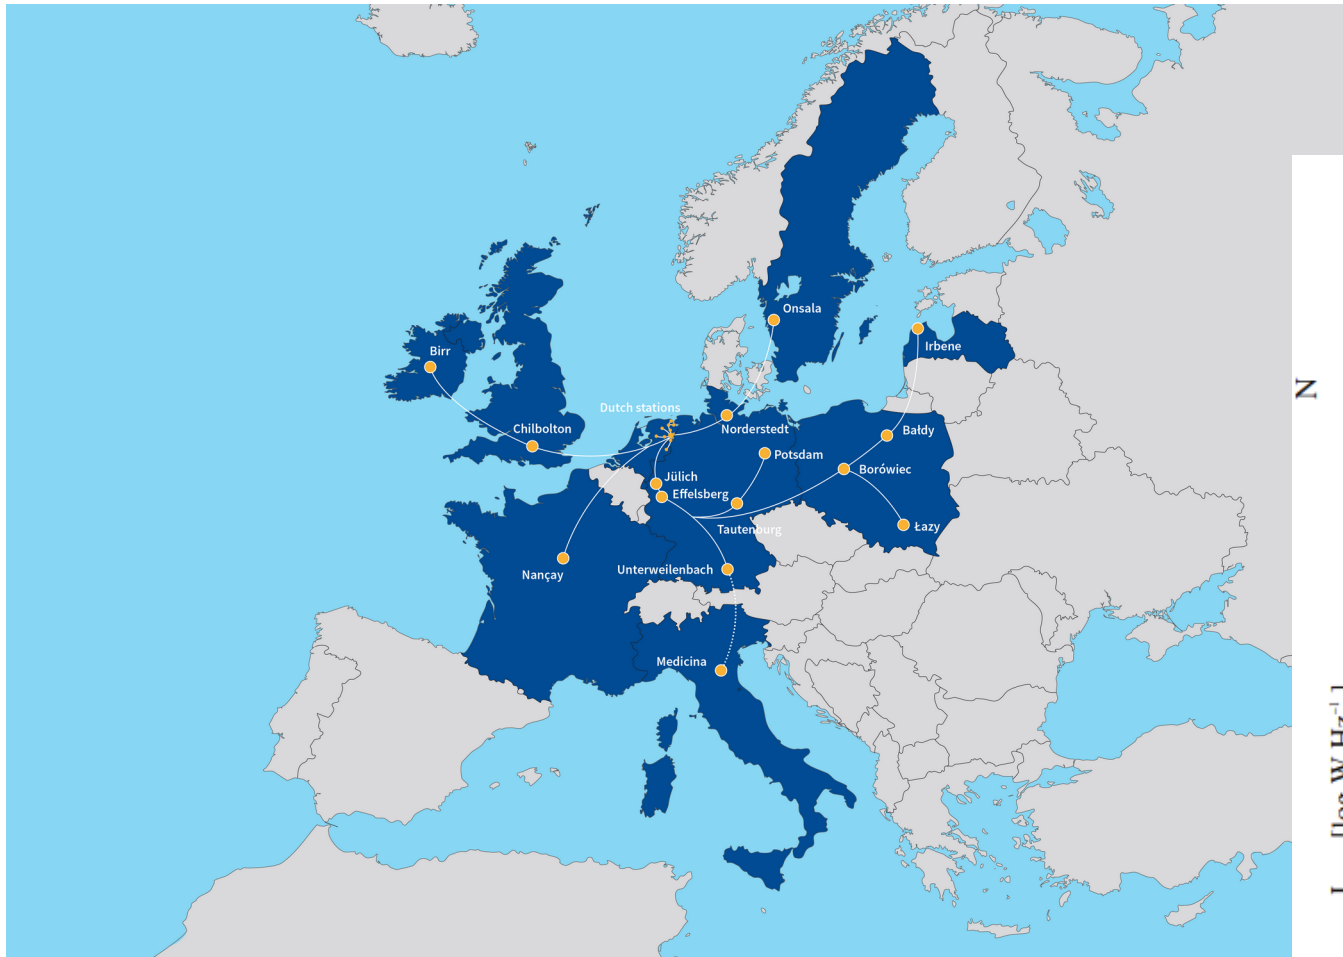 Onsala
Irbene
Birr
Dutch stations
Chilbolton
Norderstedt
Bałdy
Potsdam
Borówiec
Jülich
Effelsberg
Tautenburg
Łazy
Nançay
Unterweilenbach
Medicina
N